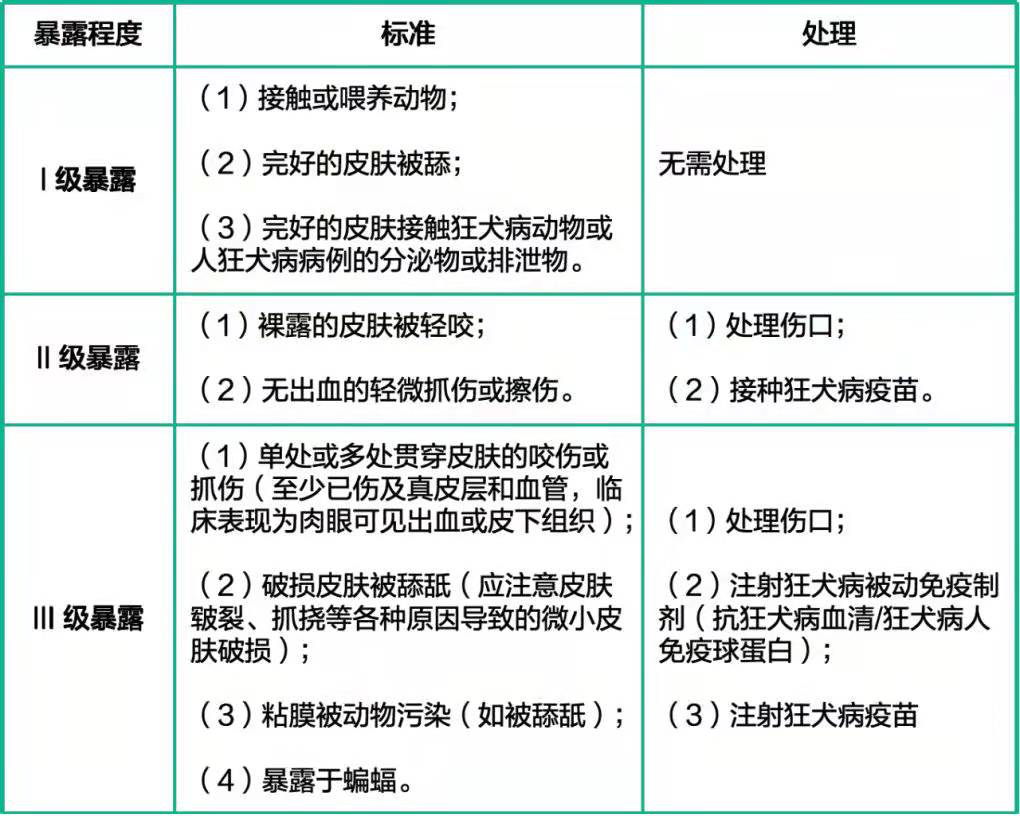 暴露程度 标准 处理
Ⅰ级暴露
（1）接触或喂养动物；
（2）完好的皮肤被舔；
（3）完好的皮肤接触狂犬病动物或
人狂犬病病例的分泌物或排泄物。
无需处理
Ⅱ级暴露
（1）裸露的皮肤被轻咬；
（2）无出血的轻微抓伤或擦伤。
（1）处理伤口；
（2）接种狂犬病疫苗。
Ⅲ级暴露
（1）单处或多处贯穿皮肤的咬伤或
抓伤（至少已伤及真皮层和血管，临
床表现为肉眼可见出血或皮下组织）；
（2）破损皮肤被舔舐（应注意皮肤
皲裂、抓挠等各种原因导致的微小皮
肤破损）；
（3）粘膜被动物污染（如被舔舐）；
（4）暴露于蝙蝠。
（1）处理伤口；
（2）注射狂犬病被动免疫制
剂（抗狂犬病血清/狂犬病人
免疫球蛋白）；
（3）注射狂犬病疫苗